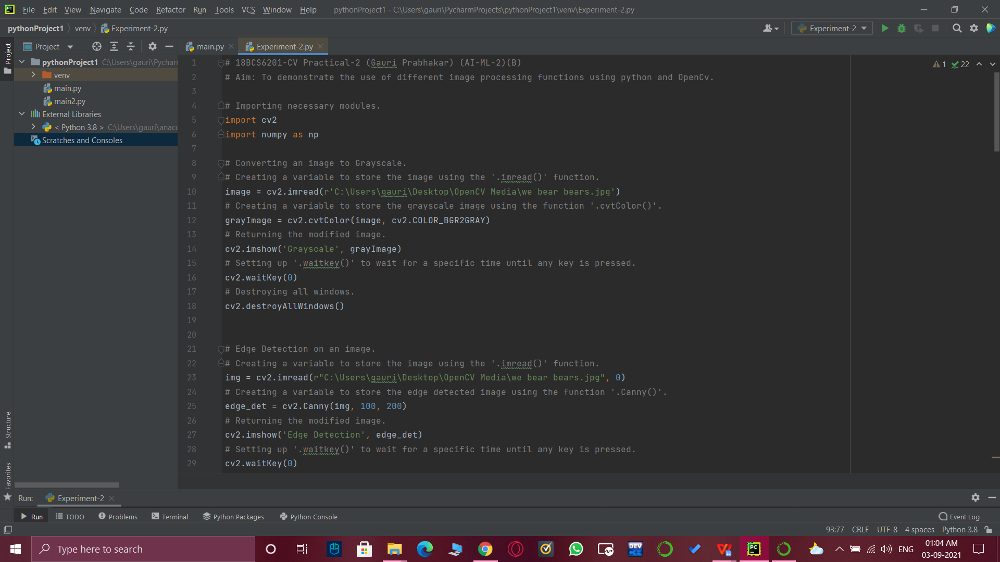 File Edit View Navigate Code Refactor Run Tools VCS Window Help pythonProject1 - C:\Users\gauri\PycharmProjects\pythonProject1\venv\Experiment-2.py
pythonProject1 venv Experiment-2.py Experiment-2
Project main.py Experiment-2.py
Project
pythonProject1 C:\Users\gauri\Pychar
venv
main.py
main2.py
External Libraries
< Python 3.8 > C:\Users\gauri\anac
Scratches and Consoles
1 # 18BCS6201-CV Practical-2 (Gauri Prabhakar) (AI-ML-2)(B)
2 # Aim: To demonstrate the use of different image processing functions using python and OpenCv.
3
4 # Importing necessary modules.
5 import cv2
6 import numpy as np
7
8 # Converting an image to Grayscale.
9 # Creating a variable to store the image using the '.imread()' function.
10 image = cv2.imread(r'C:\Users\gauri\Desktop\OpenCV Media\we bear bears.jpg')
11 # Creating a variable to store the grayscale image using the function '.cvtColor()'.
12 grayImage = cv2.cvtColor(image, cv2.COLOR_BGR2GRAY)
13 # Returning the modified image.
14 cv2.imshow('Grayscale', grayImage)
15 # Setting up '.waitkey()' to wait for a specific time until any key is pressed.
16 cv2.waitKey(0)
17 # Destroying all windows.
18 cv2.destroyAllWindows()
19
20
21 # Edge Detection on an image.
22 # Creating a variable to store the image using the '.imread()' function.
23 img = cv2.imread(r"C:\Users\gauri\Desktop\OpenCV Media\we bear bears.jpg", 0)
24 # Creating a variable to store the edge detected image using the function '.Canny()'.
25 edge_det = cv2.Canny(img, 100, 200)
26 # Returning the modified image.
27 cv2.imshow('Edge Detection', edge_det)
28 # Setting up '.waitkey()' to wait for a specific time until any key is pressed.
29 cv2.waitKey(0)
1 22
Structure
Favorites
Run: Experiment-2
Run TODO Problems Terminal Python Packages Python Console Event Log
93:77 CRLF UTF-8 4 spaces Python 3.8
Type here to search
DEV
C++
W
PC
ENG
01:04 AM
03-09-2021